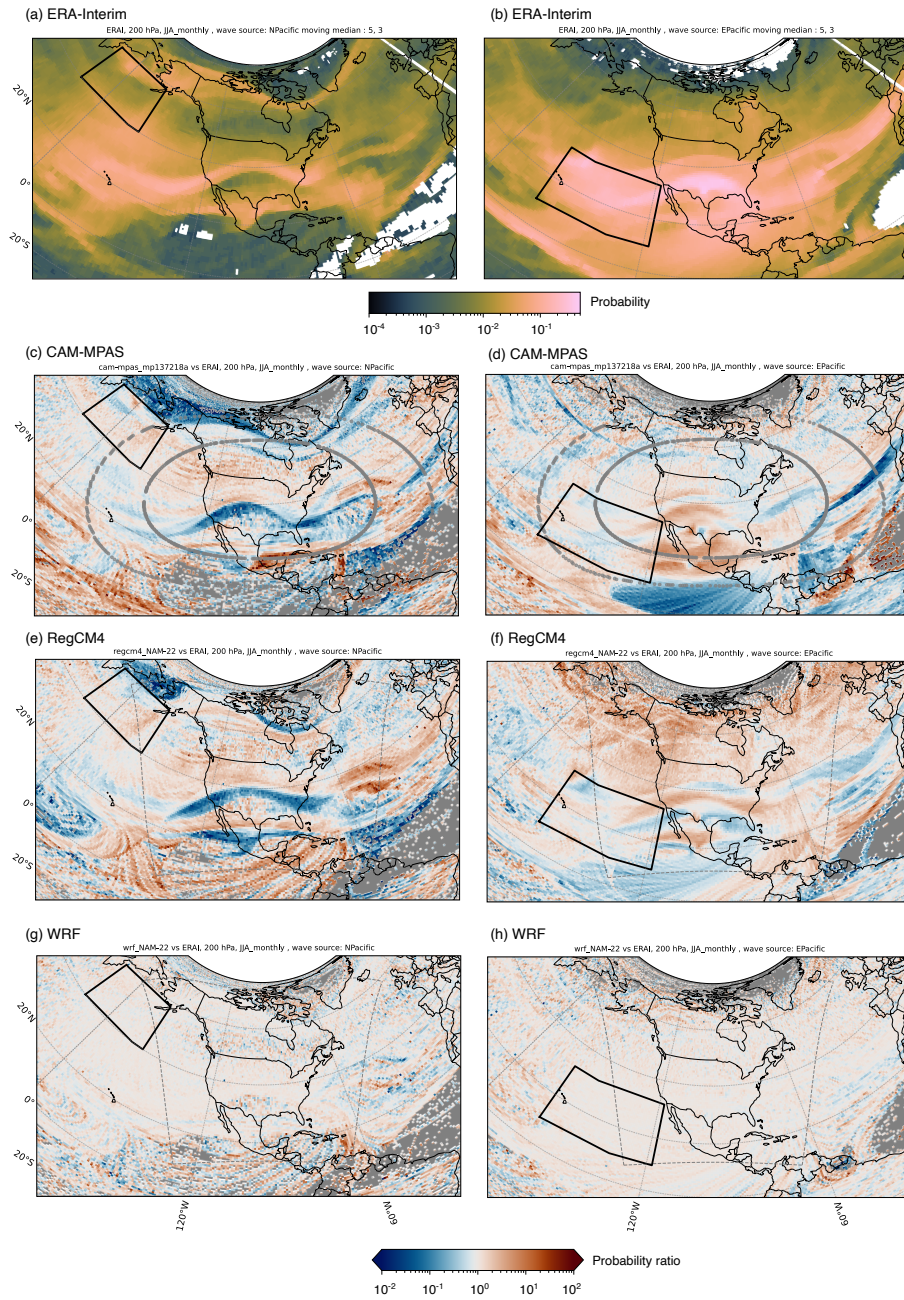 (a) ERA-Interim
ERAI, 200 hPa, JJA_monthly , wave source: NPacific moving median : 5, 3
20°N
0°
20°S
(b) ERA-Interim
ERAI, 200 hPa, JJA_monthly , wave source: EPacific moving median : 5, 3
10-4 10-3 10-2 10-1
Probability
(c) CAM-MPAS
cam-mpas_mp137218a vs ERAI, 200 hPa, JJA_monthly , wave source: NPacific
20°N
0°
20°S
(d) CAM-MPAS
cam-mpas_mp137218a vs ERAI, 200 hPa, JJA_monthly , wave source: EPacific
(e) RegCM4
regcm4_NAM-22 vs ERAI, 200 hPa, JJA_monthly , wave source: NPacific
20°N
0°
20°S
(f) RegCM4
regcm4_NAM-22 vs ERAI, 200 hPa, JJA_monthly , wave source: EPacific
(g) WRF
wrf_NAM-22 vs ERAI, 200 hPa, JJA_monthly , wave source: NPacific
20°N
0°
20°S
120°W
60°W
(h) WRF
wrf_NAM-22 vs ERAI, 200 hPa, JJA_monthly , wave source: EPacific
120°W
60°W
10-2 10-1 100 101 102
Probability ratio